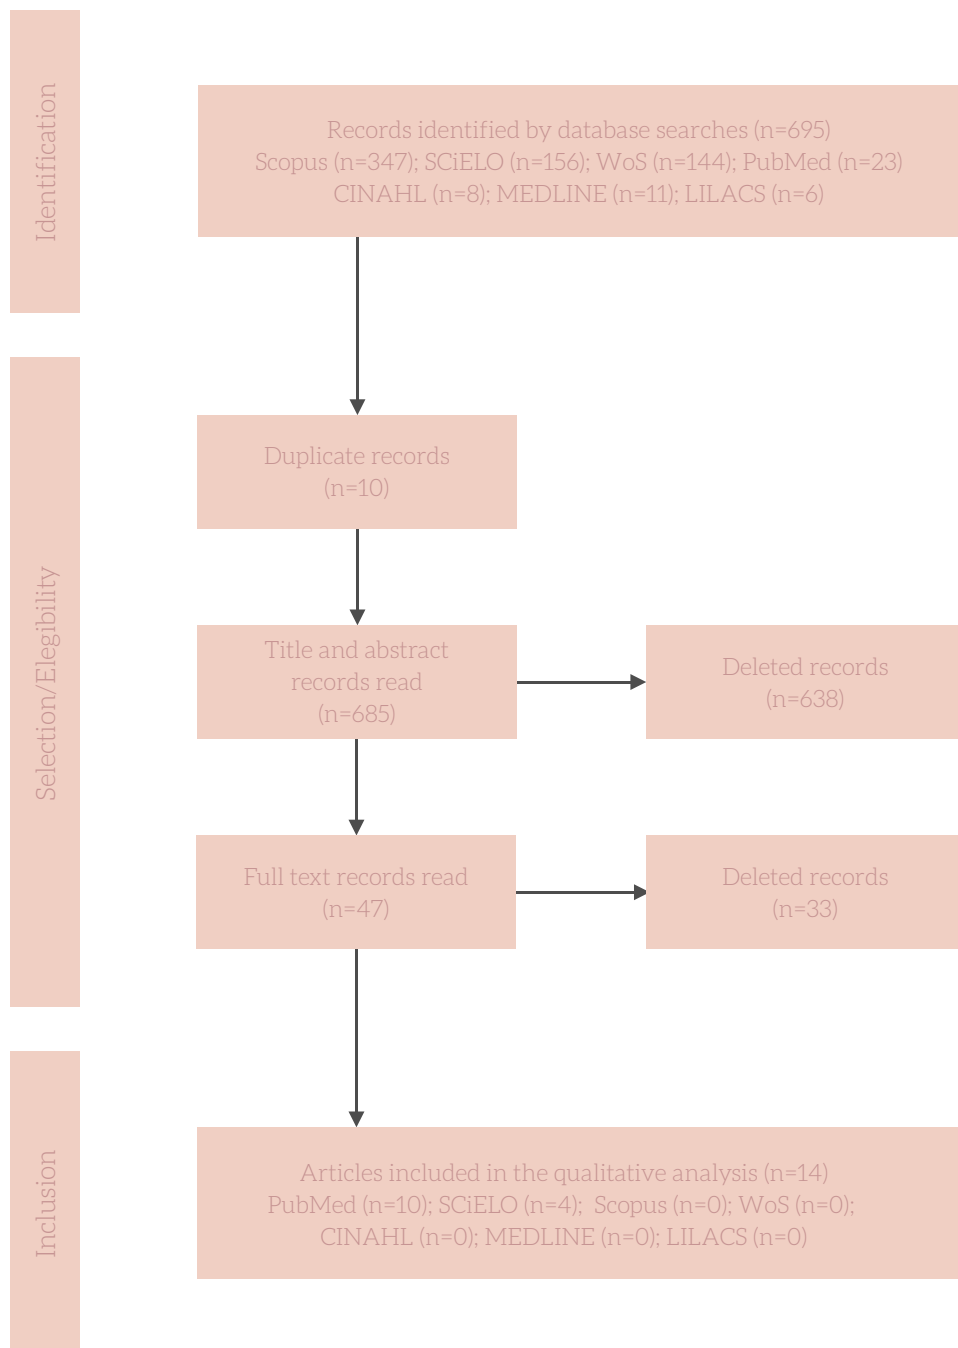 Identification
Records identified by database searches (n=695)
Scopus (n=347); SCiELO (n=156); WoS (n=144); PubMed (n=23)
CINAHL (n=8); MEDLINE (n=11); LILACS (n=6)
Selection/Elegibility
Duplicate records
(n=10)
Title and abstract
records read
(n=685)
Deleted records
(n=638)
Full text records read
(n=47)
Deleted records
(n=33)
Inclusion
Articles included in the qualitative analysis (n=14)
PubMed (n=10); SCiELO (n=4); Scopus (n=0); WoS (n=0);
CINAHL (n=0); MEDLINE (n=0); LILACS (n=0)